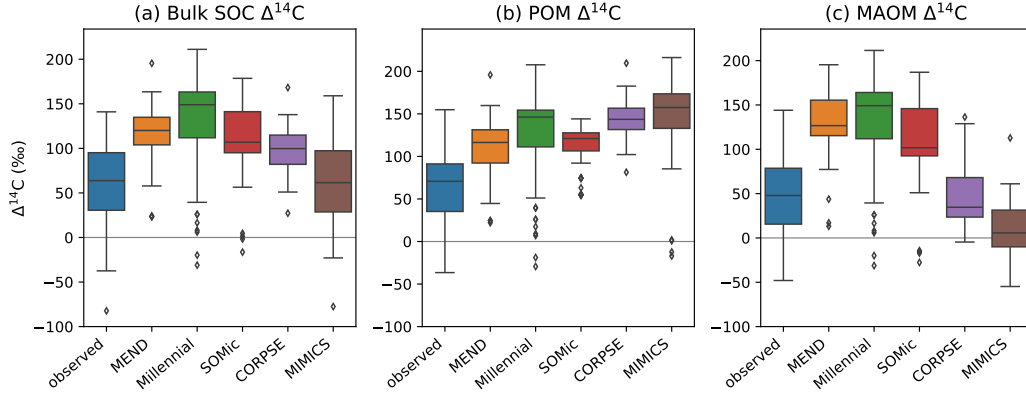 (a) Bulk SOC Δ¹⁴C
(b) POM Δ¹⁴C
(c) MAOM Δ¹⁴C
Δ¹⁴C (‰)
200
150
100
50
0
−50
−100
observed
MEND
Millennial
SOMic
CORPSE
MIMICS
200
150
100
50
0
−50
−100
observed
MEND
Millennial
SOMic
CORPSE
MIMICS
200
150
100
50
0
−50
−100
observed
MEND
Millennial
SOMic
CORPSE
MIMICS